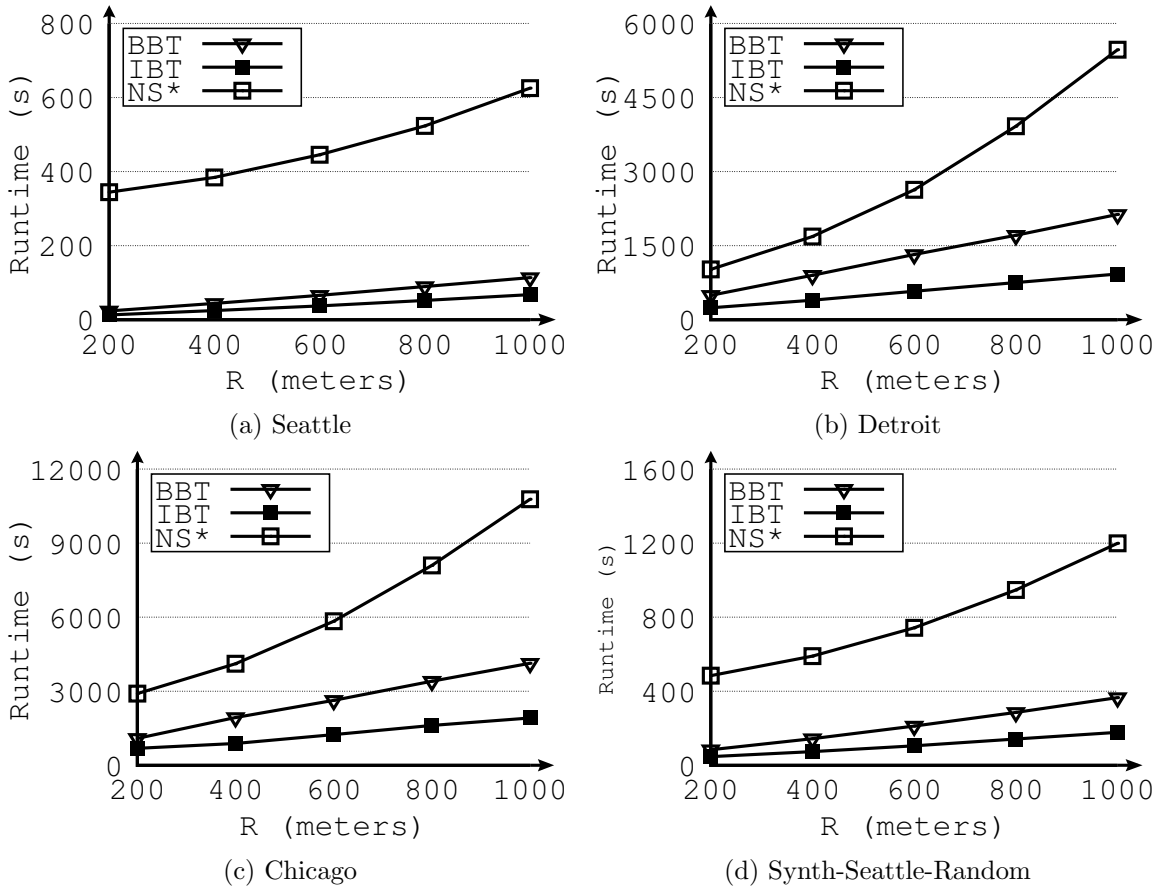 800
600
400
200
0
Runtime (s)
BBT
IBT
NS*
200 400 600 800 1000
R (meters)
(a) Seattle
6000
4500
3000
1500
0
Runtime (s)
BBT
IBT
NS*
200 400 600 800 1000
R (meters)
(b) Detroit
12000
9000
6000
3000
0
Runtime (s)
BBT
IBT
NS*
200 400 600 800 1000
R (meters)
(c) Chicago
1600
1200
800
400
0
Runtime (s)
BBT
IBT
NS*
200 400 600 800 1000
R (meters)
(d) Synth-Seattle-Random